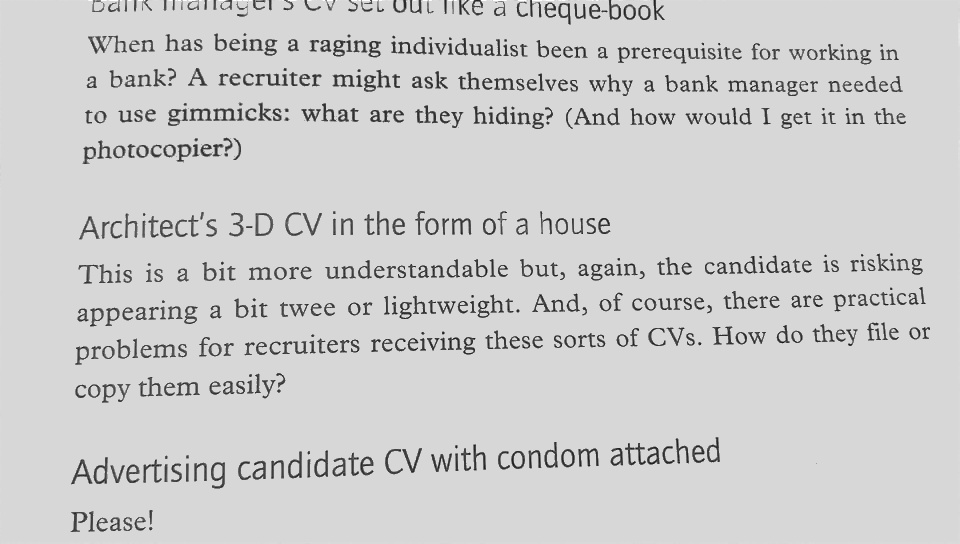 Bank manager's CV set out like a cheque-book
When has being a raging individualist been a prerequisite for working in
a bank? A recruiter might ask themselves why a bank manager needed
to use gimmicks: what are they hiding? (And how would I get it in the
photocopier?)
Architect's 3-D CV in the form of a house
This is a bit more understandable but, again, the candidate is risking
appearing a bit twee or lightweight. And, of course, there are practical
problems for recruiters receiving these sorts of CVs. How do they file or
copy them easily?
Advertising candidate CV with condom attached
Please!